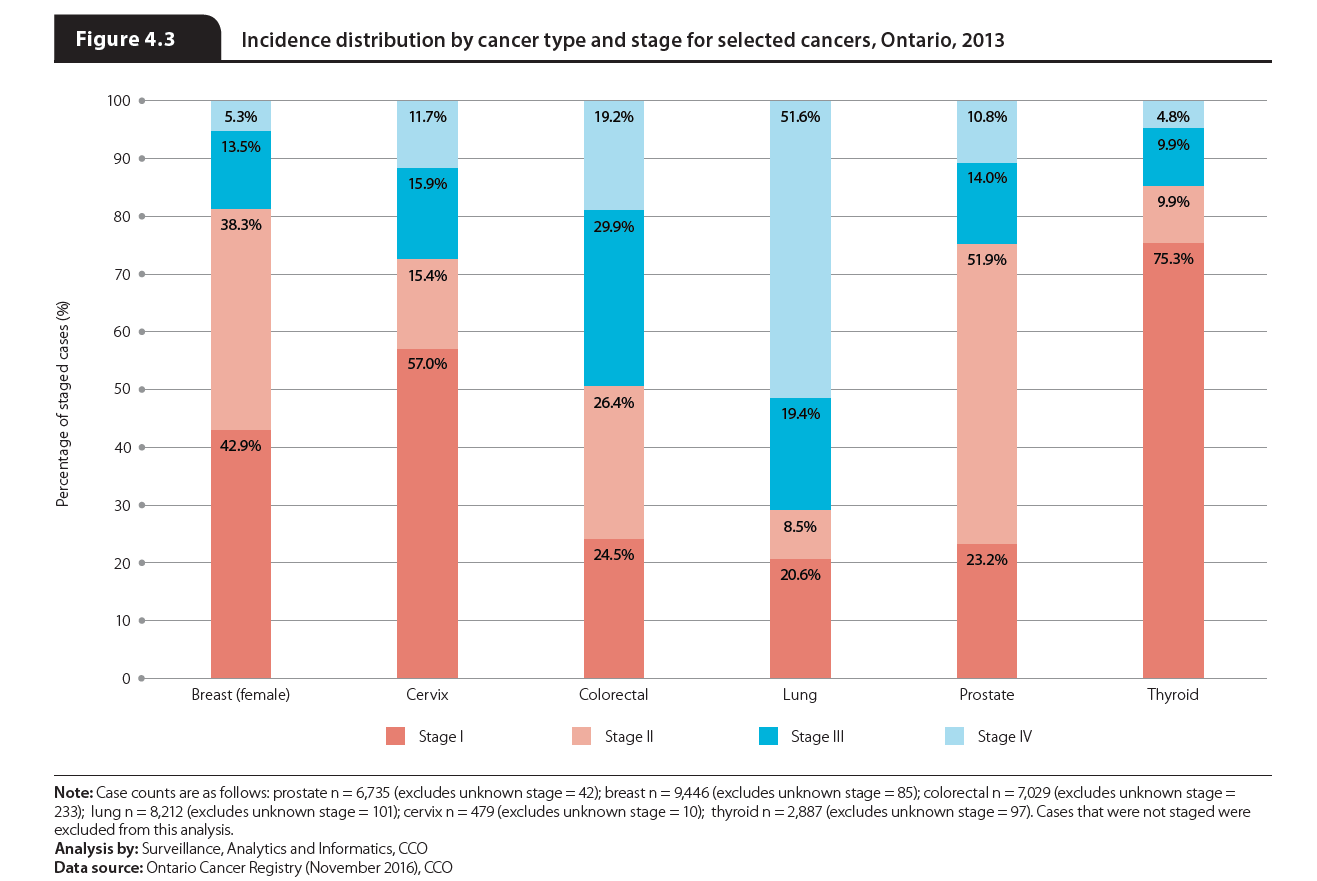 Figure 4.3
Incidence distribution by cancer type and stage for selected cancers, Ontario, 2013
Percentage of staged cases (%)
100
90
80
70
60
50
40
30
20
10
0
5.3%
13.5%
38.3%
42.9%
11.7%
15.9%
15.4%
57.0%
19.2%
29.9%
26.4%
24.5%
51.6%
19.4%
8.5%
20.6%
10.8%
14.0%
51.9%
23.2%
4.8%
9.9%
9.9%
75.3%
Breast (female)
Cervix
Colorectal
Lung
Prostate
Thyroid
Stage I
Stage II
Stage III
Stage IV
Note: Case counts are as follows: prostate n = 6,735 (excludes unknown stage = 42); breast n = 9,446 (excludes unknown stage = 85); colorectal n = 7,029 (excludes unknown stage =
233); lung n = 8,212 (excludes unknown stage = 101); cervix n = 479 (excludes unknown stage = 10); thyroid n = 2,887 (excludes unknown stage = 97). Cases that were not staged were
excluded from this analysis.
Analysis by: Surveillance, Analytics and Informatics, CCO
Data source: Ontario Cancer Registry (November 2016), CCO